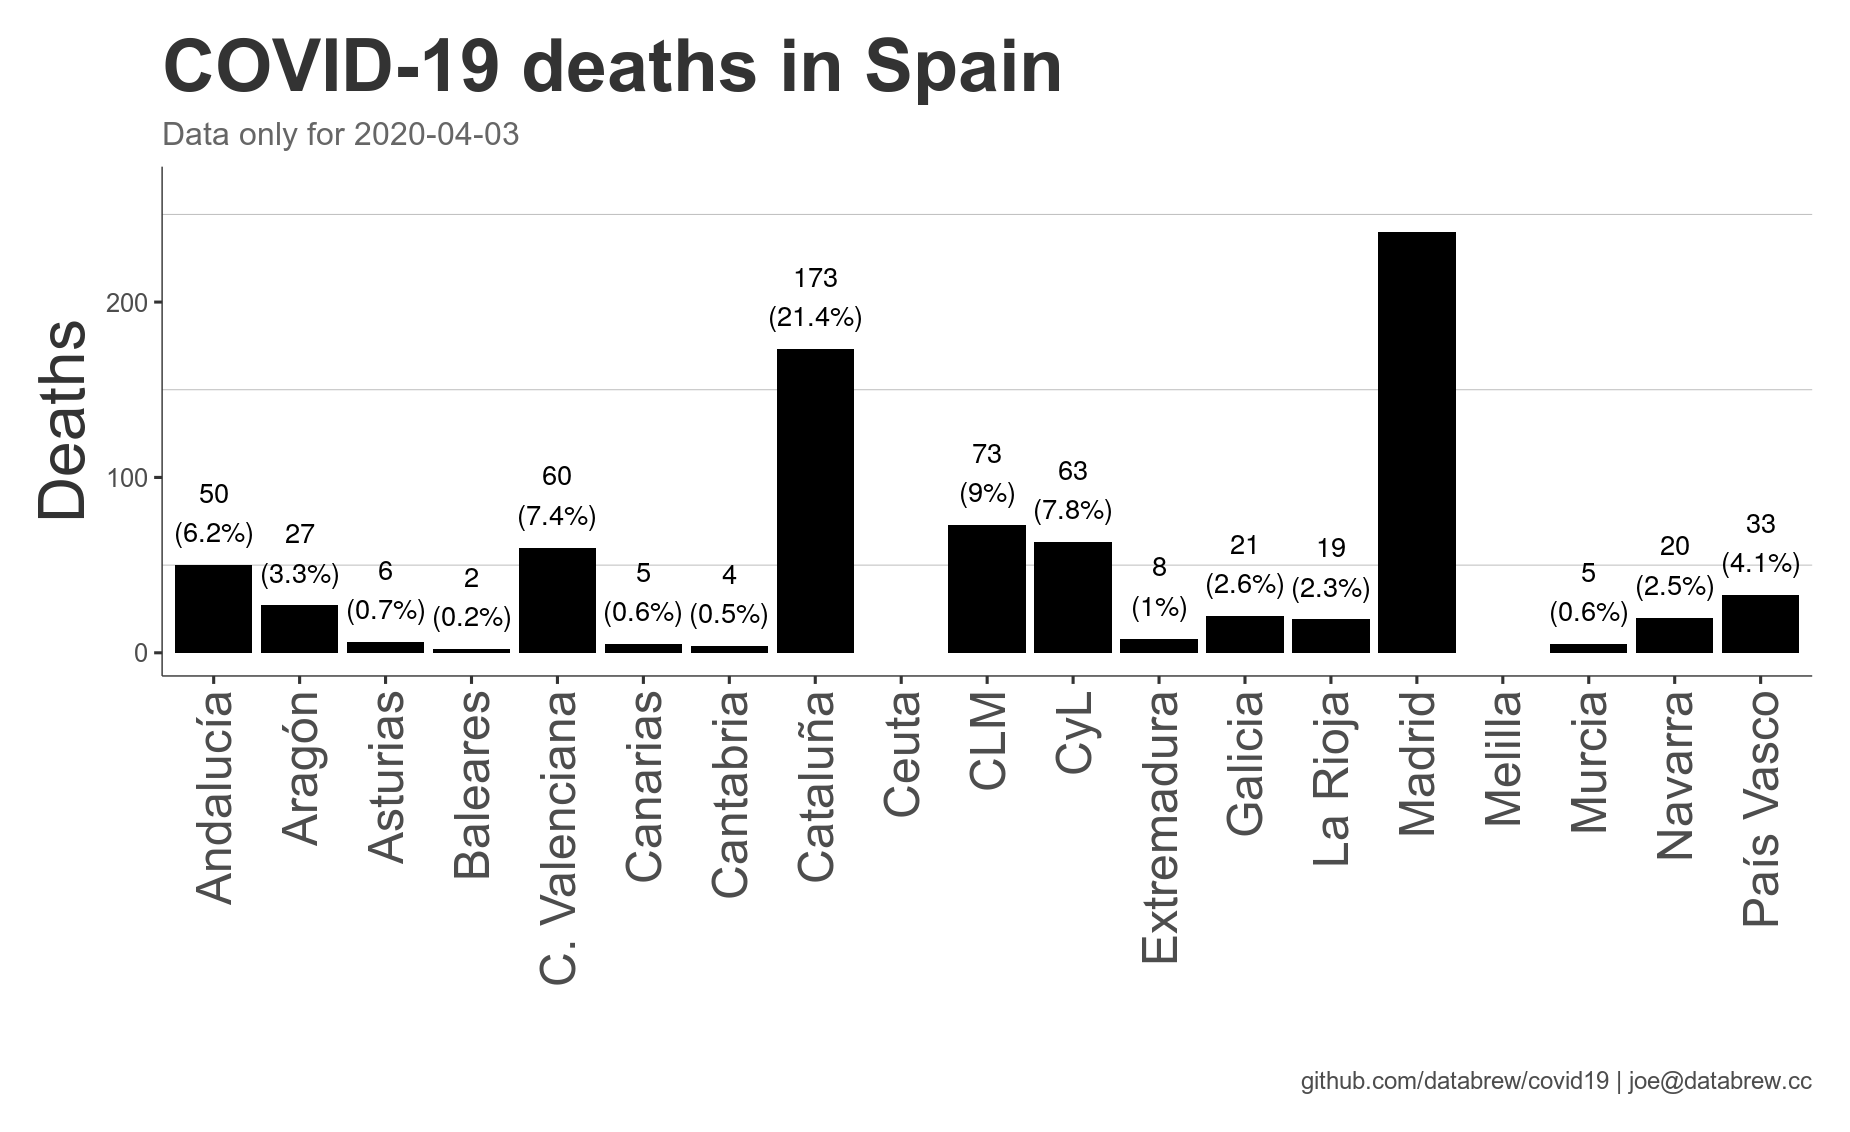 COVID-19 deaths in Spain
Data only for 2020-04-03
Deaths
200
100
0
50
(6.2%)
27
(3.3%)
6
(0.7%)
2
(0.2%)
60
(7.4%)
5
(0.6%)
4
(0.5%)
173
(21.4%)
73
(9%)
63
(7.8%)
8
(1%)
21
(2.6%)
19
(2.3%)
5
(0.6%)
20
(2.5%)
33
(4.1%)
Andalucía
Aragón
Asturias
Baleares
C. Valenciana
Canarias
Cantabria
Cataluña
Ceuta
CLM
CyL
Extremadura
Galicia
La Rioja
Madrid
Melilla
Murcia
Navarra
País Vasco
github.com/databrew/covid19 | joe@databrew.cc